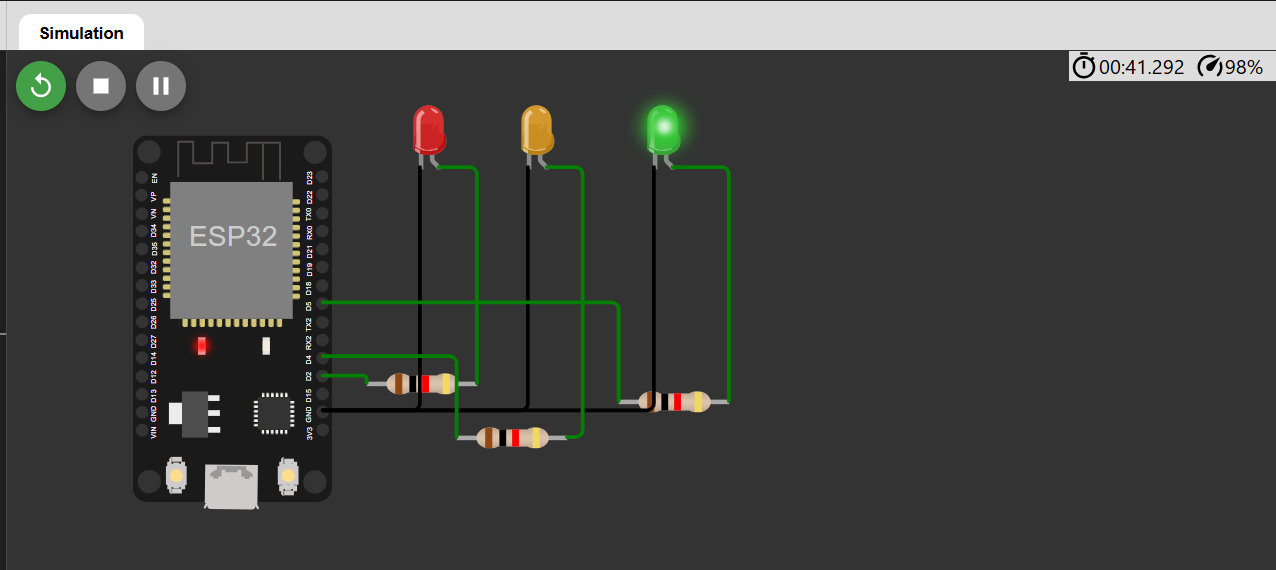 Simulation
00:41.292 98%
ESP32
EN
VP
VN
D34
D35
D32
D33
D25
D26
D27
D14
D12
D13
GND
VIN
D23
D22
TX0
RX0
D21
D19
D18
D5
TX2
RX2
D4
D2
D15
GND
3V3